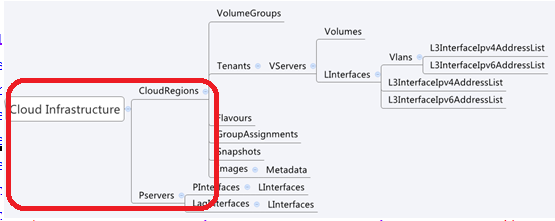 VolumeGroups
Volumes
L3InterfaceIpv4AddressList
Vlans
L3InterfaceIpv6AddressList
Tenants
VServers
LInterfaces
L3InterfaceIpv4AddressList
CloudRegions
L3InterfaceIpv6AddressList
Cloud Infrastructure
Flavours
GroupAssignments
Snapshots
Images
Metadata
PInterfaces
LInterfaces
Pservers
LagInterfaces
LInterfaces